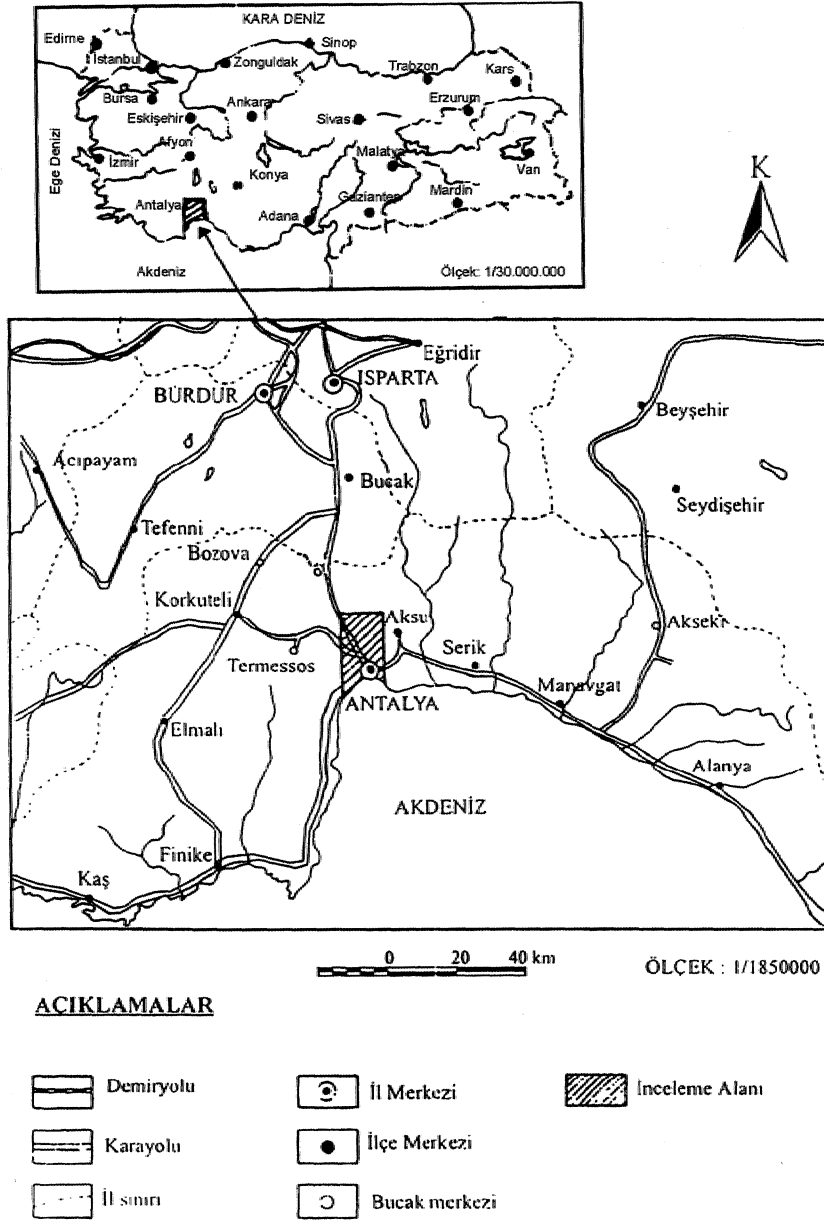 KARA DENİZ
Edirne
Sinop
İstanbul
Zonguldak
Trabzon
Kars
Bursa
Ankara
Erzurum
Eskişehir
Sivas
Afyon
Malatya
İzmir
Van
Ege Denizi
Konya
Mardin
Gaziantep
Antalya
Adana
Akdeniz
Ölçek: 1/30.000.000
K
Eğridir
ISPARTA
BURDUR
Beyşehir
Acıpayam
Bucak
Seydişehir
Tefenni
Bozova
Korkuteli
Aksu
Akseki
Serik
Termessos
Manavgat
ANTALYA
Elmalı
Alanya
AKDENİZ
Finike
Kaş
0 20 40 km
ÖLÇEK : 1/1850000
AÇIKLAMALAR
Demiryolu
İl Merkezi
İnceleme Alanı
Karayolu
İlçe Merkezi
İl sınırı
Bucak merkezi